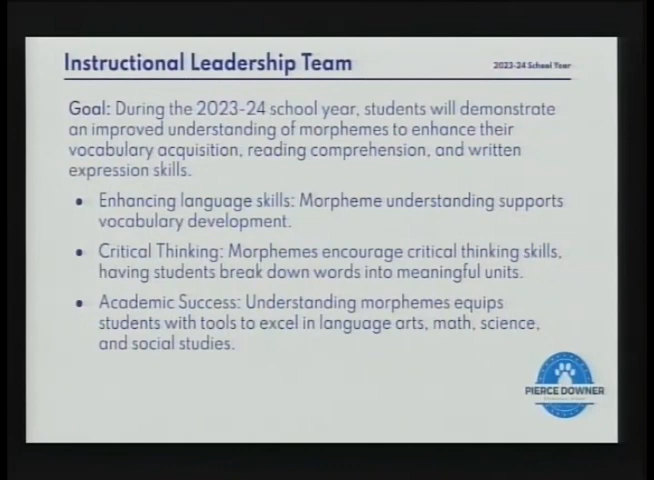 Instructional Leadership Team
2023-24 School Year
Goal: During the 2023-24 school year, students will demonstrate
an improved understanding of morphemes to enhance their
vocabulary acquisition, reading comprehension, and written
expression skills.
• Enhancing language skills: Morpheme understanding supports
vocabulary development.
• Critical Thinking: Morphemes encourage critical thinking skills,
having students break down words into meaningful units.
• Academic Success: Understanding morphemes equips
students with tools to excel in language arts, math, science,
and social studies.
PIERCE DOWNER